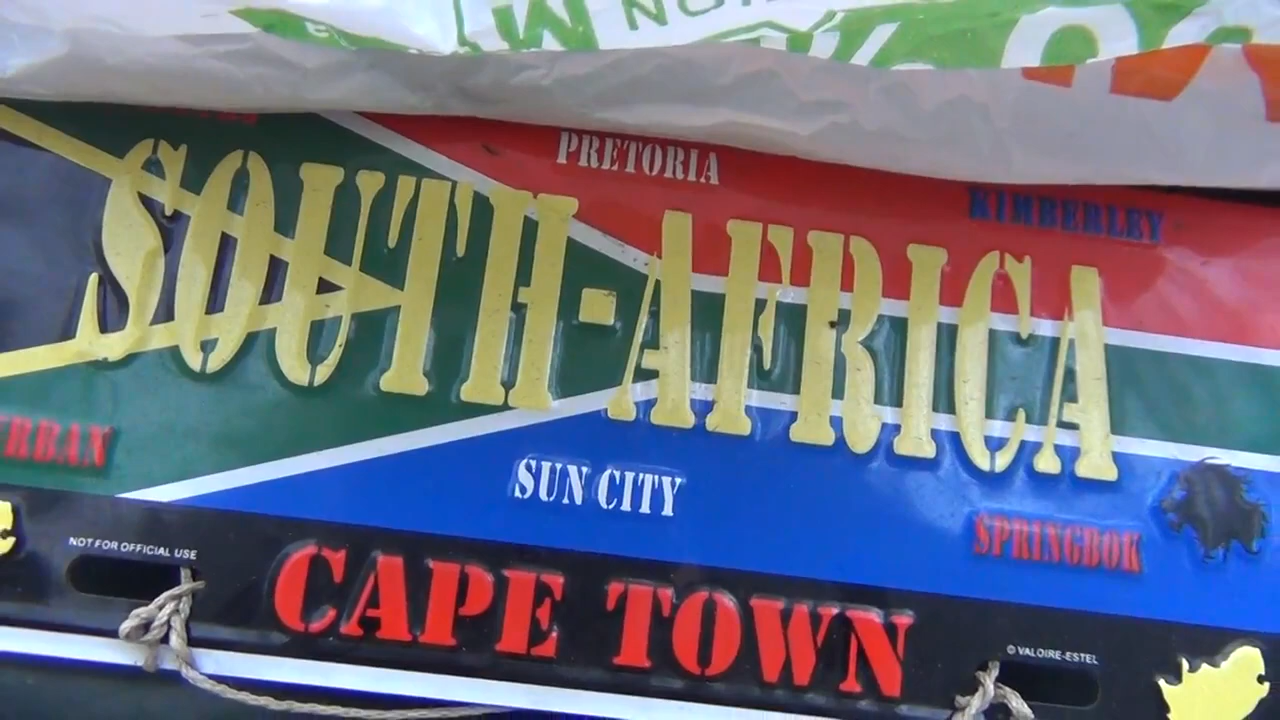 PRETORIA
KIMBERLEY
SOUTH-AFRICA
SUN CITY
SPRINGBOK
NOT FOR OFFICIAL USE
CAPE TOWN
© VALOIRE-ESTEL